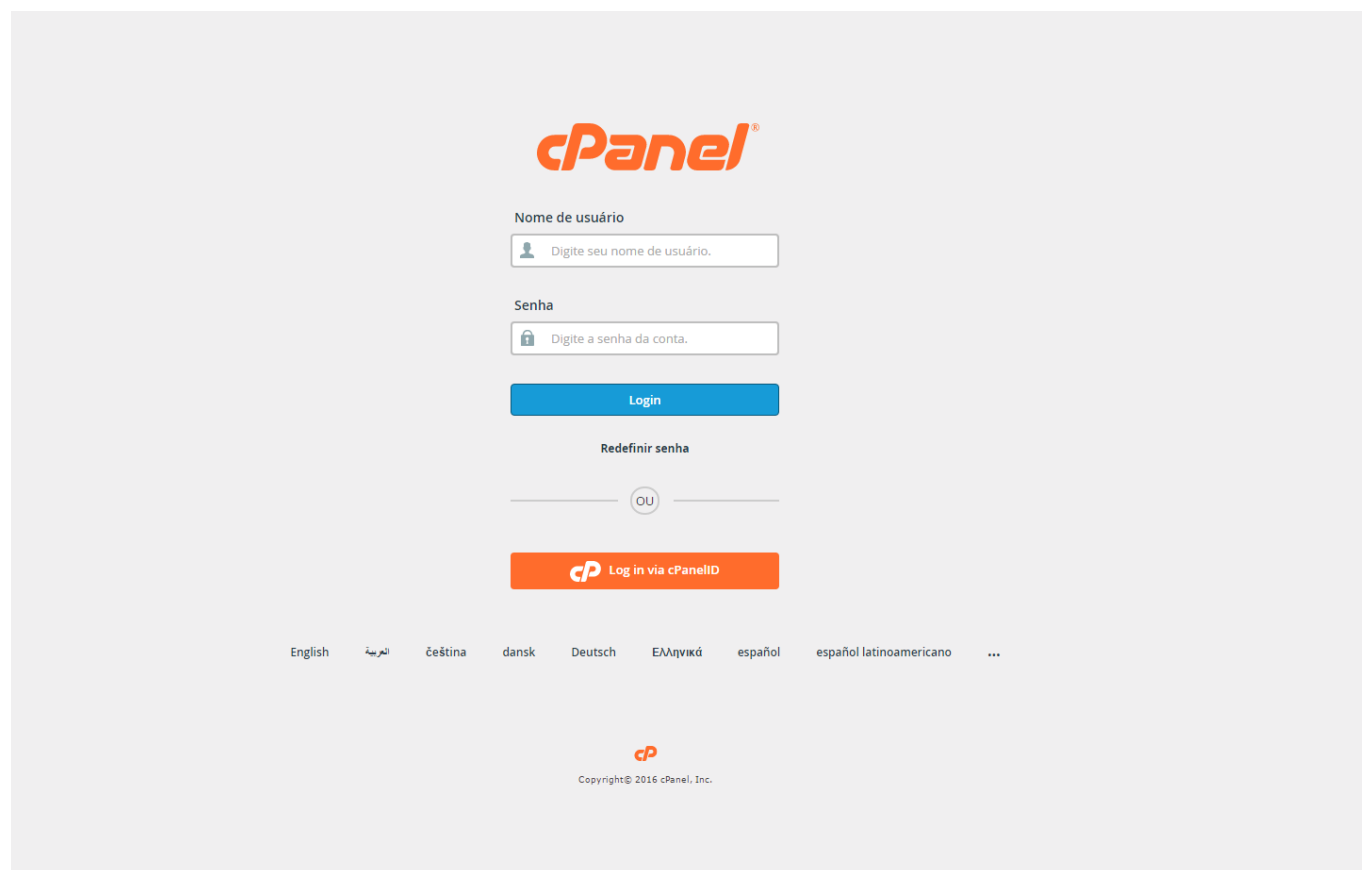 cPanel®
Nome de usuário
Digite seu nome de usuário.
Senha
Digite a senha da conta.
Login
Redefinir senha
OU
cP Log in via cPanelID
English العربية čeština dansk Deutsch Ελληνικά español español latinoamericano ...
cP
Copyright© 2016 cPanel, Inc.